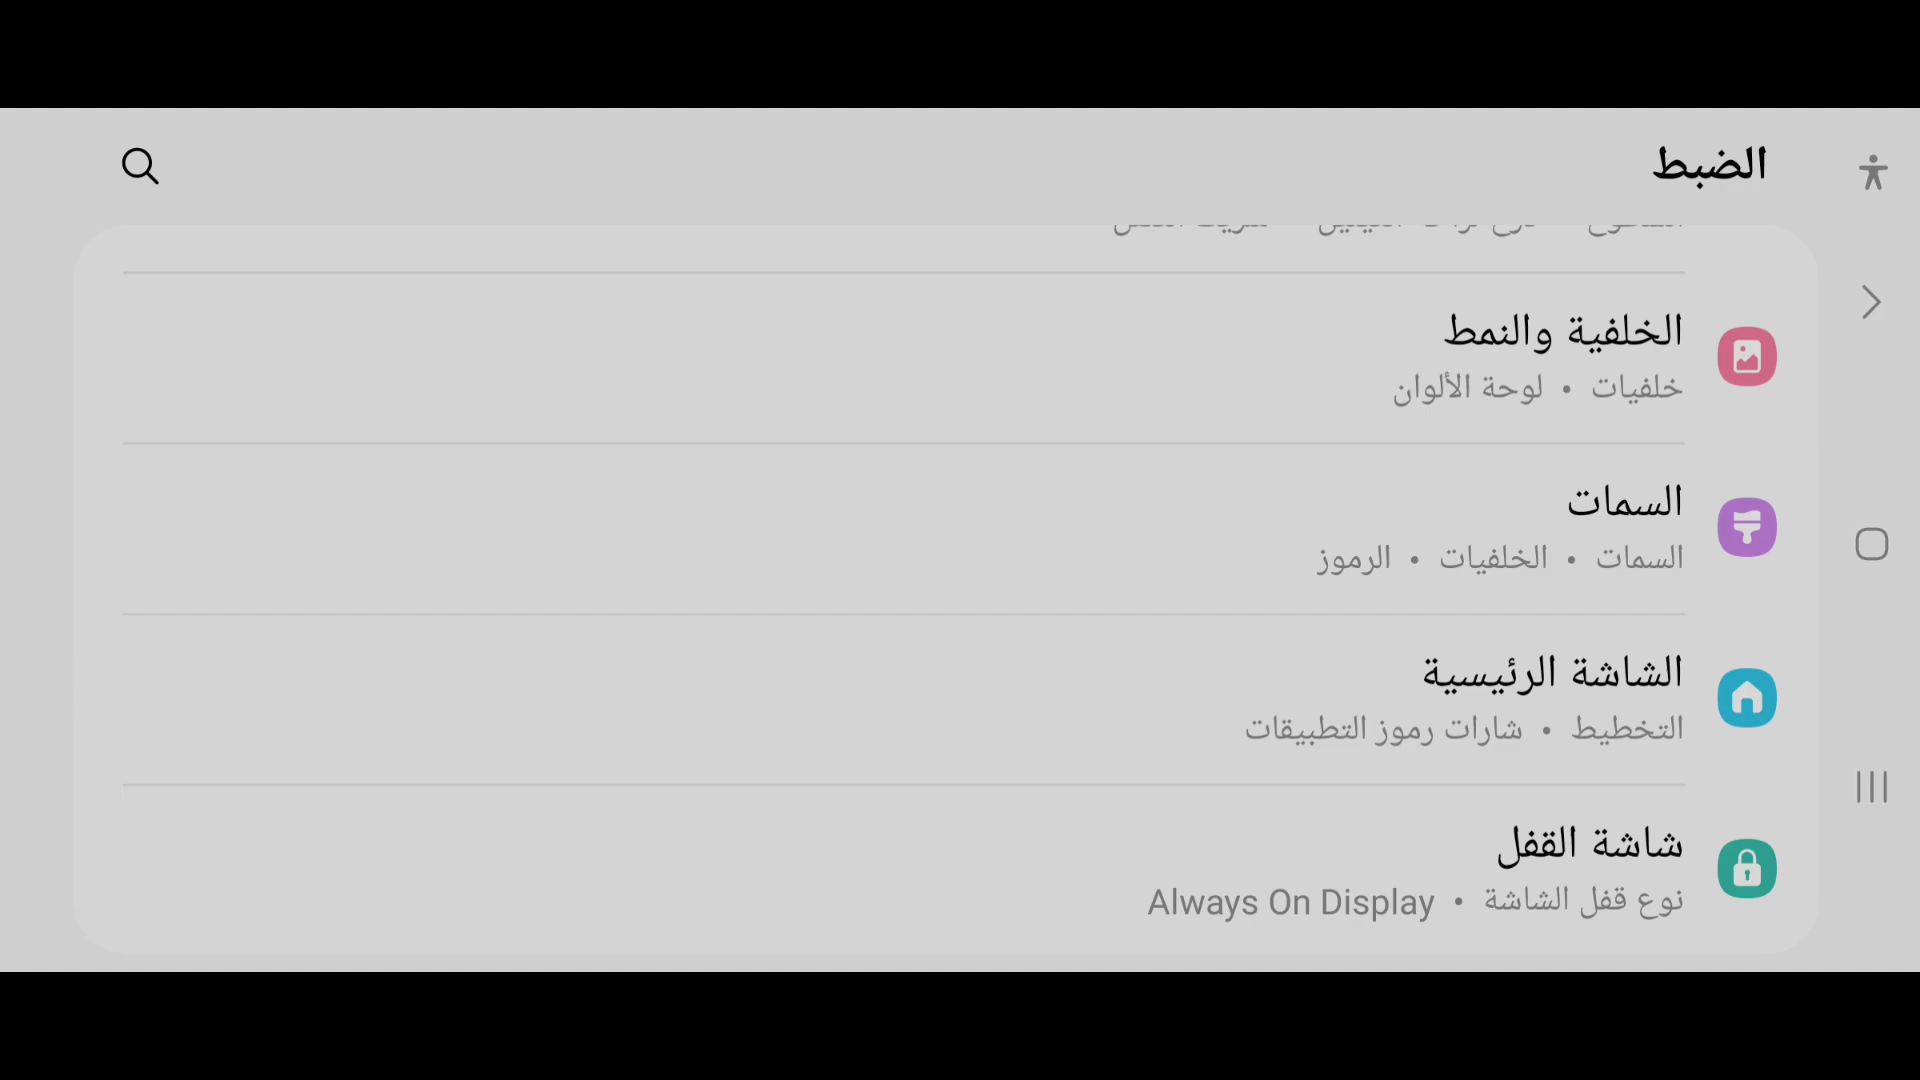 الضبط
الخلفية والنمط
خلفيات • لوحة الألوان
السمات
السمات • الخلفيات • الرموز
الشاشة الرئيسية
التخطيط • شارات رموز التطبيقات
شاشة القفل
نوع قفل الشاشة • Always On Display